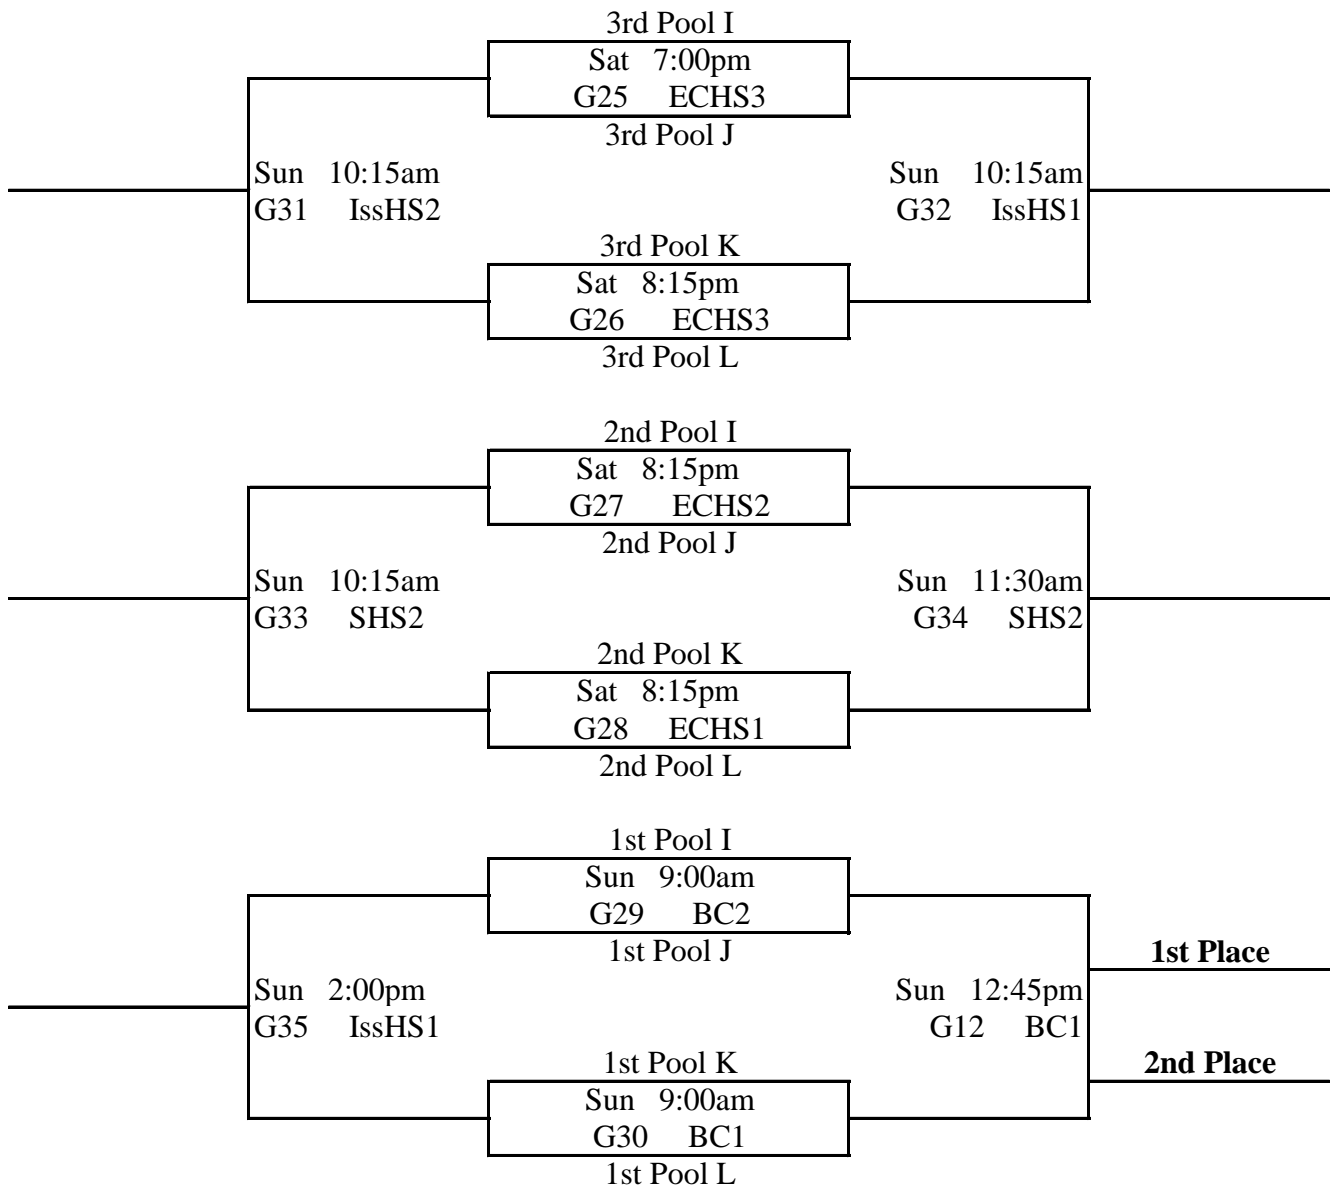 3rd Pool I
Sat 7:00pm
G25 ECHS3
3rd Pool J
Sun 10:15am
G31 IssHS2
Sun 10:15am
G32 IssHS1
3rd Pool K
Sat 8:15pm
G26 ECHS3
3rd Pool L
2nd Pool I
Sat 8:15pm
G27 ECHS2
2nd Pool J
Sun 10:15am
G33 SHS2
Sun 11:30am
G34 SHS2
2nd Pool K
Sat 8:15pm
G28 ECHS1
2nd Pool L
1st Pool I
Sun 9:00am
G29 BC2
1st Pool J
1st Place
Sun 2:00pm
G35 IssHS1
Sun 12:45pm
G12 BC1
1st Pool K
2nd Place
Sun 9:00am
G30 BC1
1st Pool L